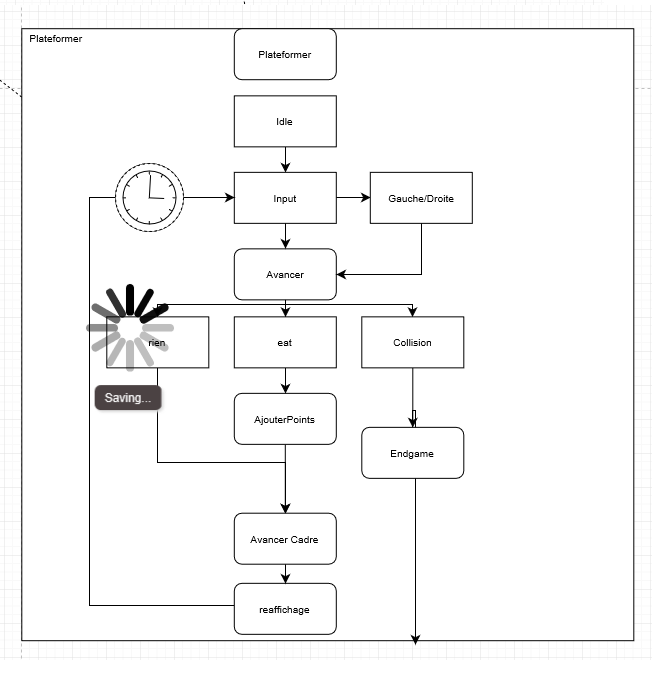 Plateformer
Plateformer
Idle
Input
Gauche/Droite
Avancer
rien
eat
Collision
Saving...
AjouterPoints
Endgame
Avancer Cadre
reaffichage